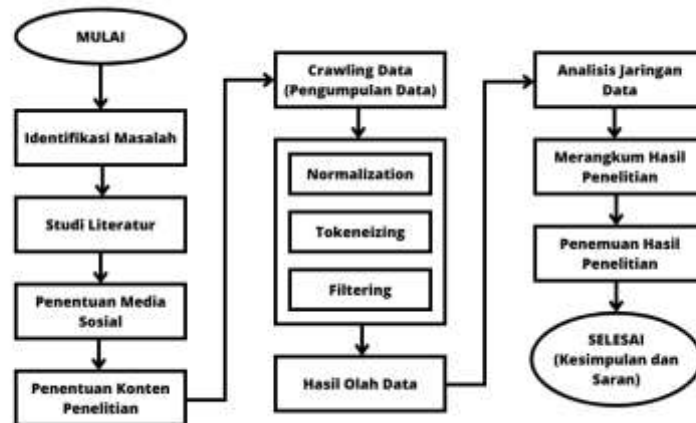 MULAI
Identifikasi Masalah
Studi Literatur
Penentuan Media
Sosial
Penentuan Konten
Penelitian
Crawling Data
(Pengumpulan Data)
Normalization
Tokeneizing
Filtering
Hasil Olah Data
Analisis Jaringan
Data
Merangkum Hasil
Penelitian
Penemuan Hasil
Penelitian
SELESAI
(Kesimpulan dan
Saran)